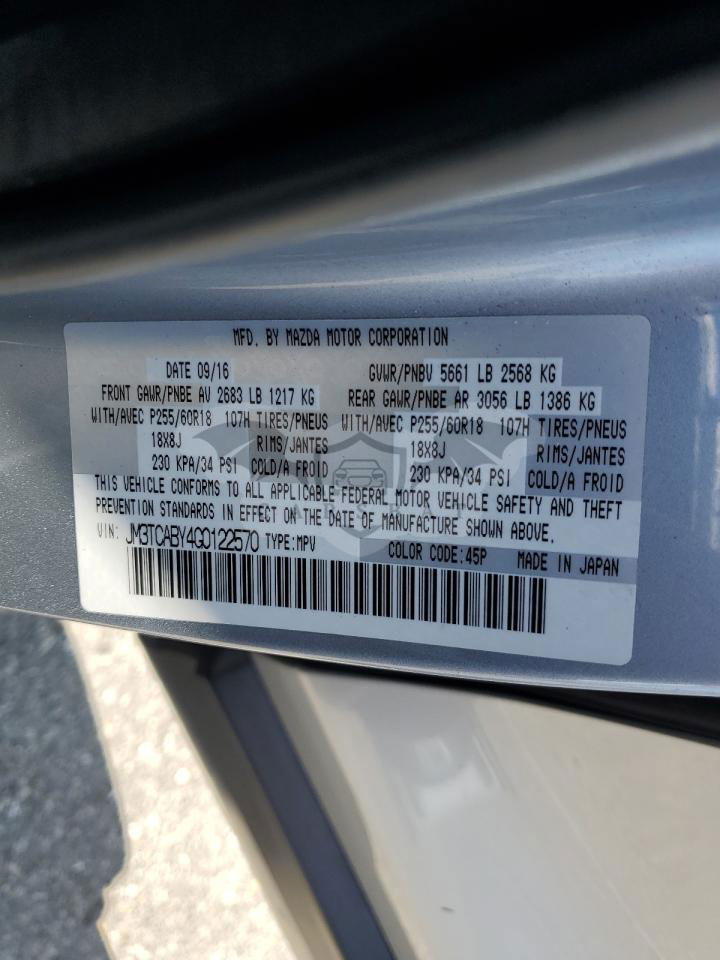 MFD. BY MAZDA MOTOR CORPORATION
DATE 09/16 GVWR/PNBV 5661 LB 2568 KG
FRONT GAWR/PNBE AV 2683 LB 1217 KG REAR GAWR/PNBE AR 3056 LB 1386 KG
WITH/AVEC P255/60R18 107H TIRES/PNEUS WITH/AVEC P255/60R18 107H TIRES/PNEUS
18X8J RIMS/JANTES 18X8J RIMS/JANTES
230 KPA/34 PSI COLD/A FROID 230 KPA/34 PSI COLD/A FROID
THIS VEHICLE CONFORMS TO ALL APPLICABLE FEDERAL MOTOR VEHICLE SAFETY AND THEFT
PREVENTION STANDARDS IN EFFECT ON THE DATE OF MANUFACTURE SHOWN ABOVE.
VIN: JM3TCABY4G0122570 TYPE:MPV COLOR CODE:45P MADE IN JAPAN